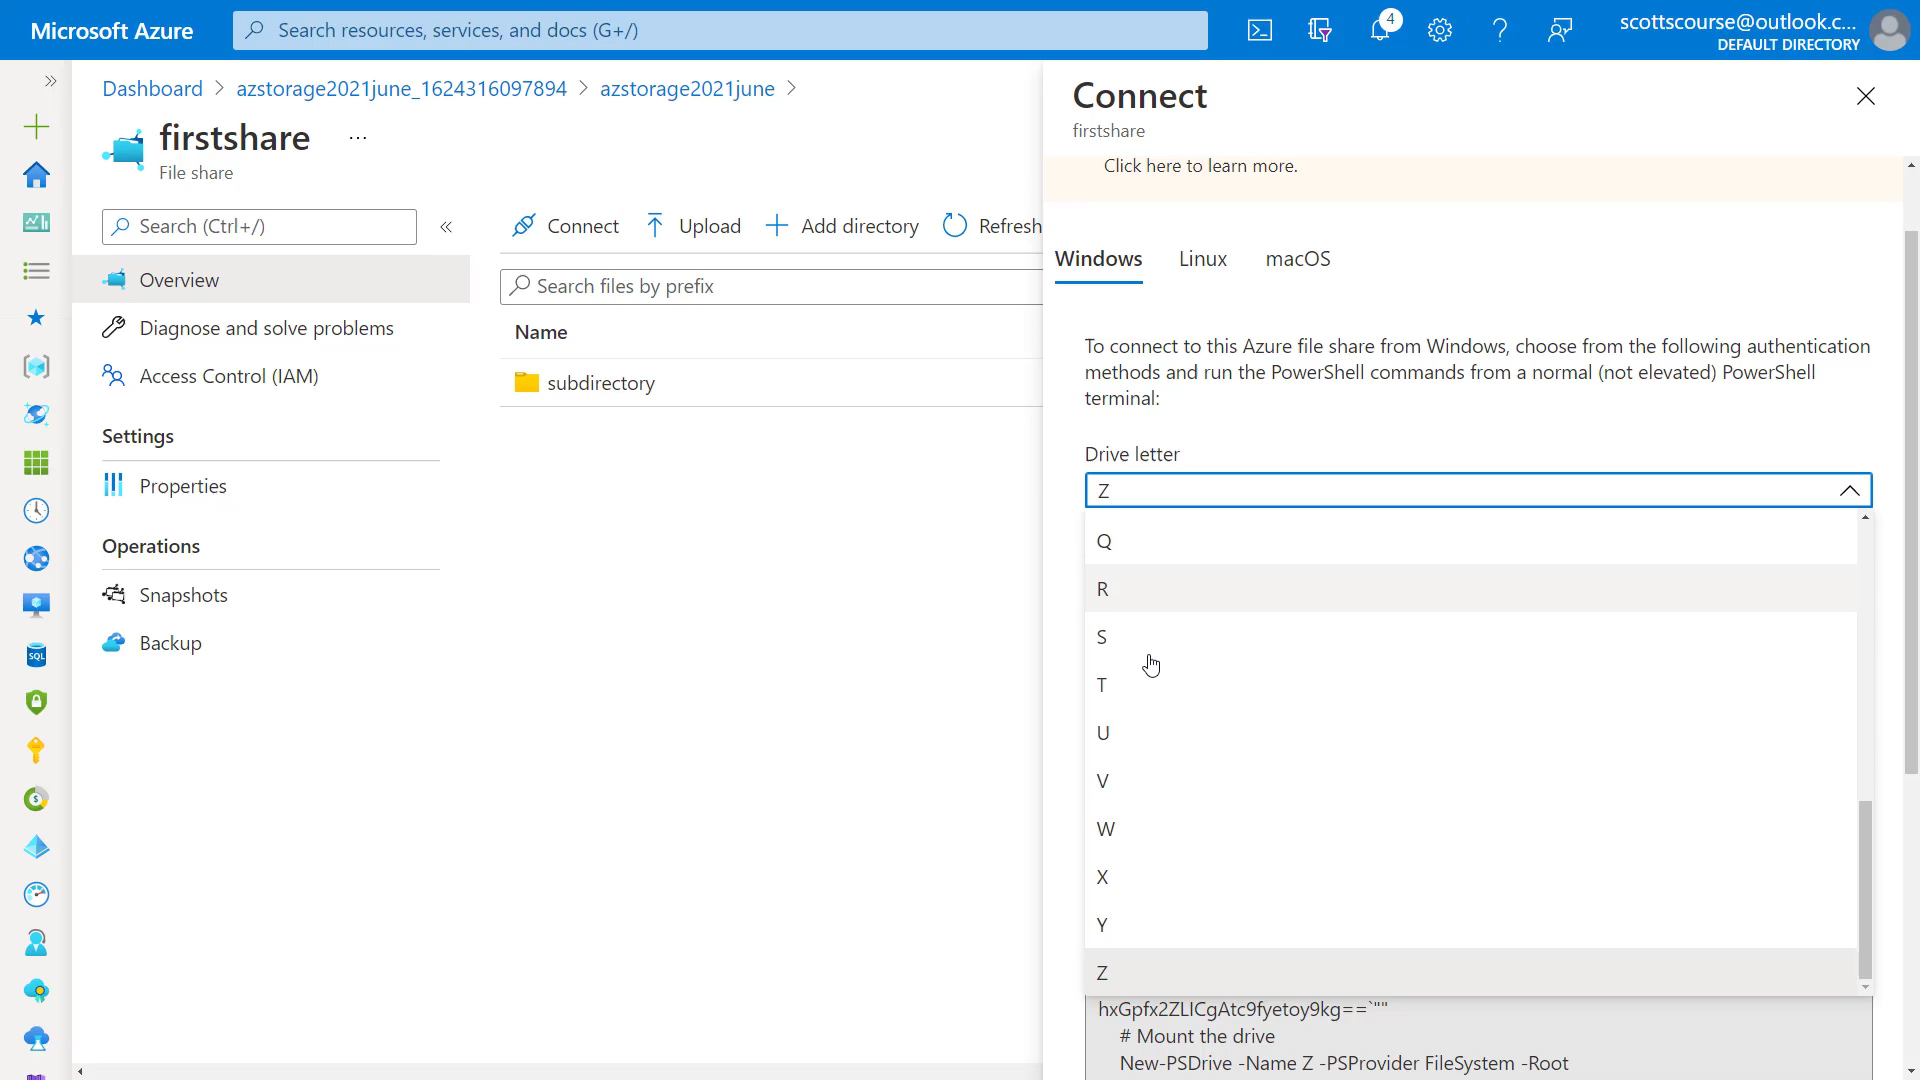 Microsoft Azure
Search resources, services, and docs (G+/)
4
scottscourse@outlook.c...
DEFAULT DIRECTORY
Dashboard > azstorage2021june_1624316097894 > azstorage2021june >
firstshare ...
File share
Search (Ctrl+/)
Overview
Diagnose and solve problems
Access Control (IAM)
Settings
Properties
Operations
Snapshots
Backup
SQL
Connect
Upload
Add directory
Refresh
Search files by prefix
Name
subdirectory
Connect
firstshare
Click here to learn more.
Windows
Linux
macOS
To connect to this Azure file share from Windows, choose from the following authentication
methods and run the PowerShell commands from a normal (not elevated) PowerShell
terminal:
Drive letter
Z
Q
R
S
T
U
V
W
X
Y
Z
hxGpfx2ZLICgAtc9fyetoy9kg==`""
# Mount the drive
New-PSDrive -Name Z -PSProvider FileSystem -Root